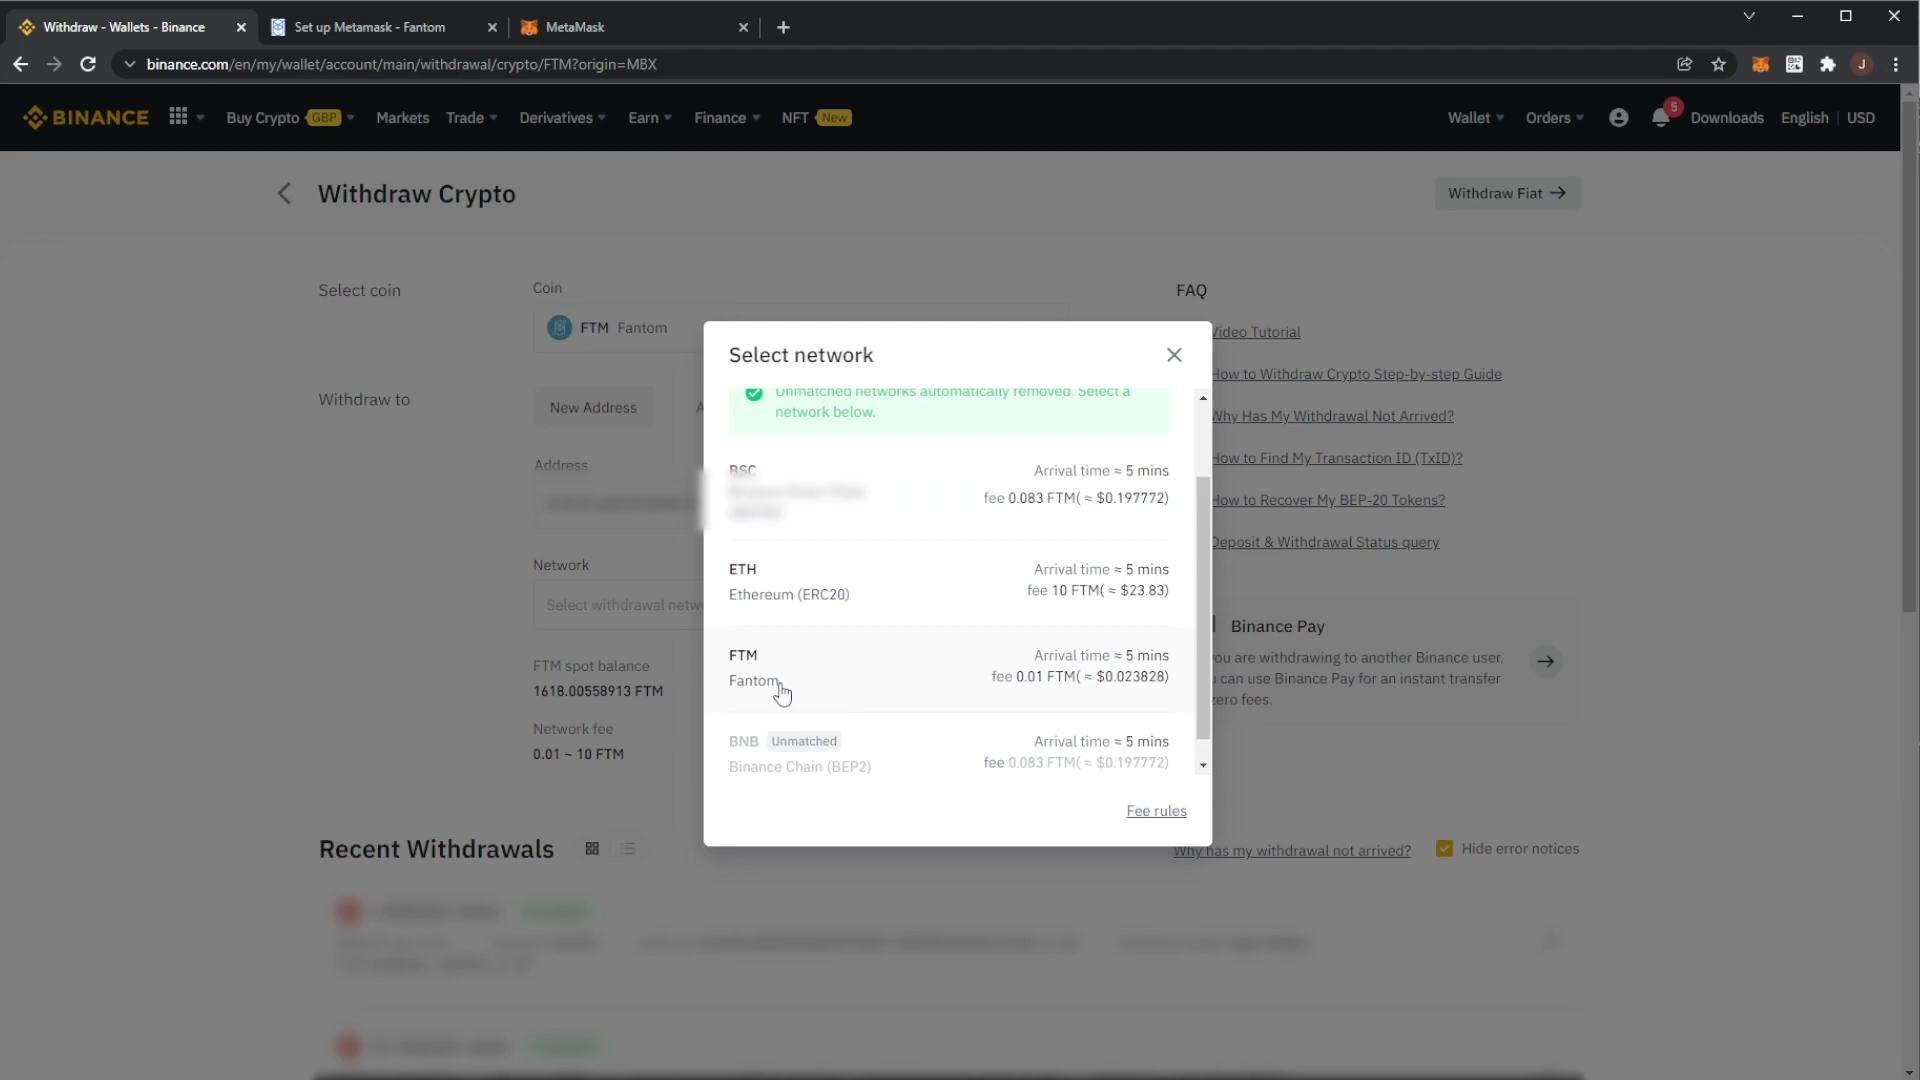 Withdraw - Wallets - Binance
Set up Metamask - Fantom
MetaMask
binance.com/en/my/wallet/account/main/withdrawal/crypto/FTM?origin=MBX
J
BINANCE
Buy Crypto GBP
Markets
Trade
Derivatives
Earn
Finance
NFT New
Wallet
Orders
5
Downloads
English | USD
Withdraw Crypto
Withdraw Fiat →
Select coin
Coin
FTM Fantom
Withdraw to
New Address
A
Address
Network
Select withdrawal netw
FTM spot balance
1618.00558913 FTM
Network fee
0.01 ~ 10 FTM
FAQ
Video Tutorial
How to Withdraw Crypto Step-by-step Guide
Why Has My Withdrawal Not Arrived?
How to Find My Transaction ID (TxID)?
How to Recover My BEP-20 Tokens?
Deposit & Withdrawal Status query
Binance Pay
ou are withdrawing to another Binance user,
can use Binance Pay for an instant transfer
zero fees.
Select network
Unmatched networks automatically removed. Select a
network below.
BSC
Arrival time ≈ 5 mins
fee 0.083 FTM( ≈ $0.197772)
ETH
Ethereum (ERC20)
Arrival time ≈ 5 mins
fee 10 FTM( ≈ $23.83)
FTM
Fantom
Arrival time ≈ 5 mins
fee 0.01 FTM( ≈ $0.023828)
BNB Unmatched
Binance Chain (BEP2)
Arrival time ≈ 5 mins
fee 0.083 FTM( ≈ $0.197772)
Fee rules
Recent Withdrawals
Why has my withdrawal not arrived?
Hide error notices